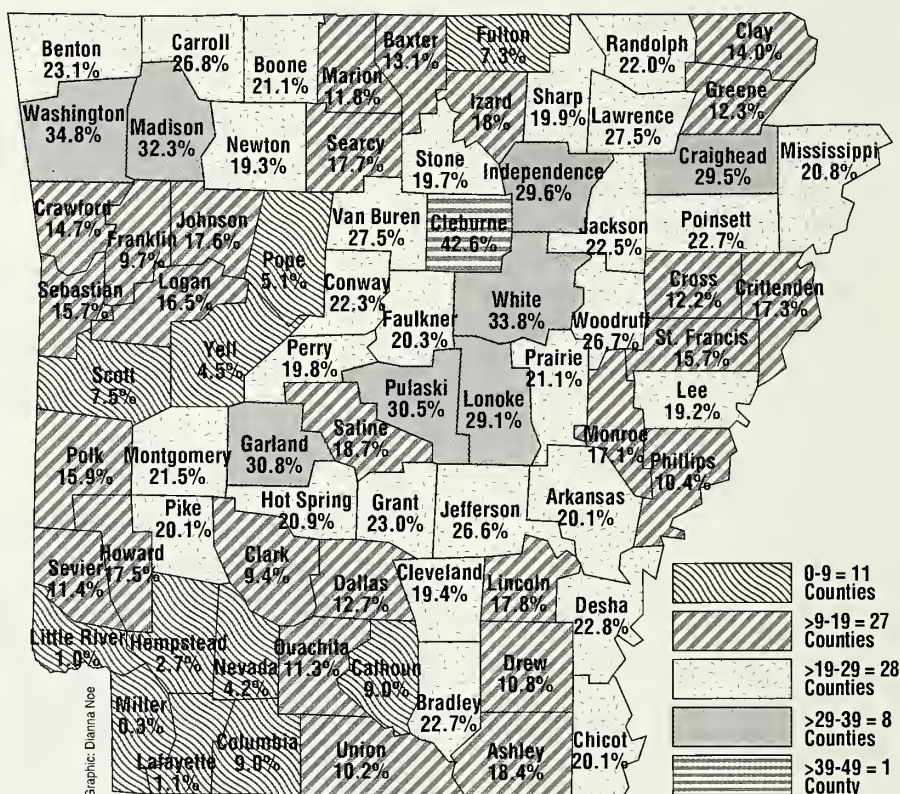 Benton
23.1%
Carroll
26.8%
Boone
21.1%
Marion
11.8%
Baxter
13.1%
Fulton
7.3%
Randolph
22.0%
Clay
14.0%
Washington
34.8%
Madison
32.3%
Newton
19.3%
Searcy
17.7%
Stone
19.7%
Izard
18%
Sharp
19.9%
Lawrence
27.5%
Greene
12.3%
Independence
29.6%
Craighead
29.5%
Mississippi
20.8%
Crawford
14.7%
Franklin
9.7%
Johnson
17.6%
Pope
5.1%
Van Buren
27.5%
Cleburne
42.6%
Jackson
22.5%
Poinsett
22.7%
Sebastian
15.7%
Logan
16.5%
Conway
22.3%
Faulkner
20.3%
White
33.8%
Woodruff
26.7%
Cross
12.2%
Crittenden
17.3%
St. Francis
15.7%
Scott
7.5%
Yell
4.5%
Perry
19.8%
Pulaski
30.5%
Lonoke
29.1%
Prairie
21.1%
Lee
19.2%
Polk
15.9%
Montgomery
21.5%
Garland
30.8%
Saline
18.7%
Monroe
17.1%
Phillips
10.4%
Pike
20.1%
Hot Spring
20.9%
Grant
23.0%
Jefferson
26.6%
Arkansas
20.1%
Sevier
11.4%
Howard
17.5%
Clark
9.4%
Dallas
12.7%
Cleveland
19.4%
Lincoln
17.8%
Desha
22.8%
Little River
1.0%
Hempstead
2.7%
Nevada
4.2%
Ouachita
11.3%
Calhoun
9.0%
Bradley
22.7%
Drew
10.8%
Miller
0.3%
Lafayette
1.1%
Columbia
9.0%
Union
10.2%
Ashley
18.4%
Chicot
20.1%
0-9 = 11
Counties
>9-19 = 27
Counties
>19-29 = 28
Counties
>29-39 = 8
Counties
>39-49 = 1
County
Graphic: Dianna Noe